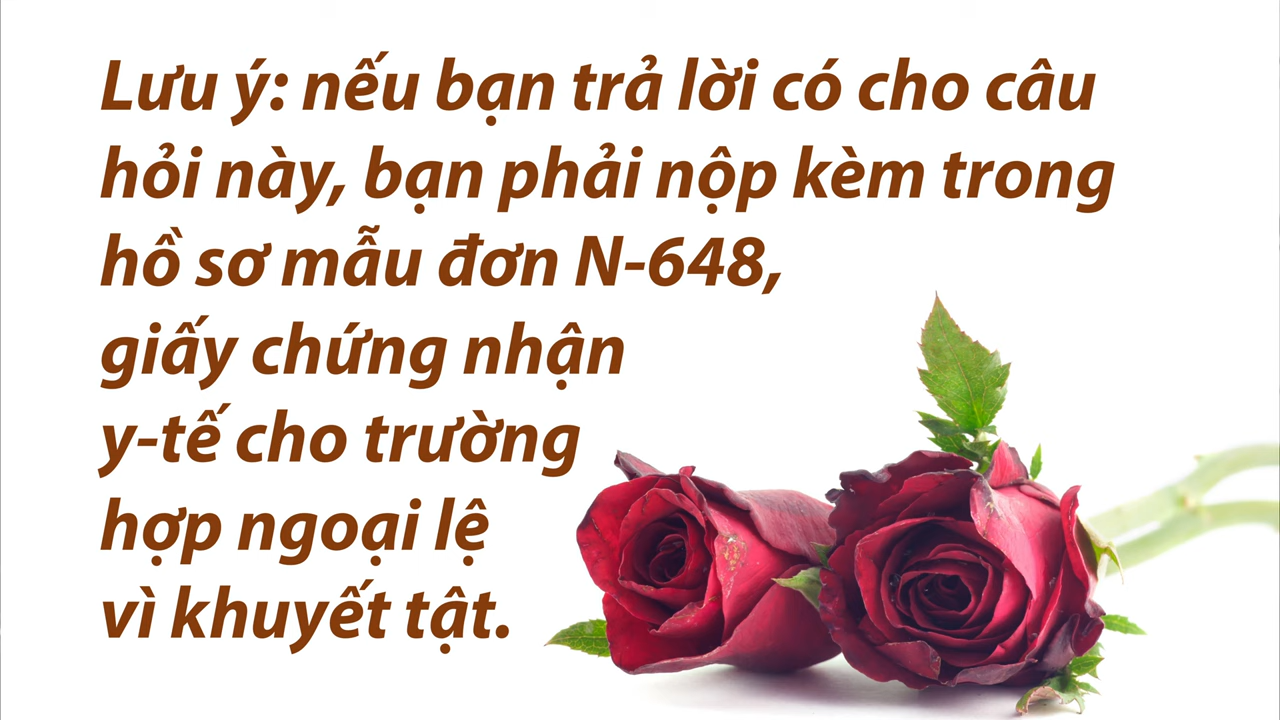 Lưu ý: nếu bạn trả lời có cho câu
hỏi này, bạn phải nộp kèm trong
hồ sơ mẫu đơn N-648,
giấy chứng nhận
y-tế cho trường
hợp ngoại lệ
vì khuyết tật.